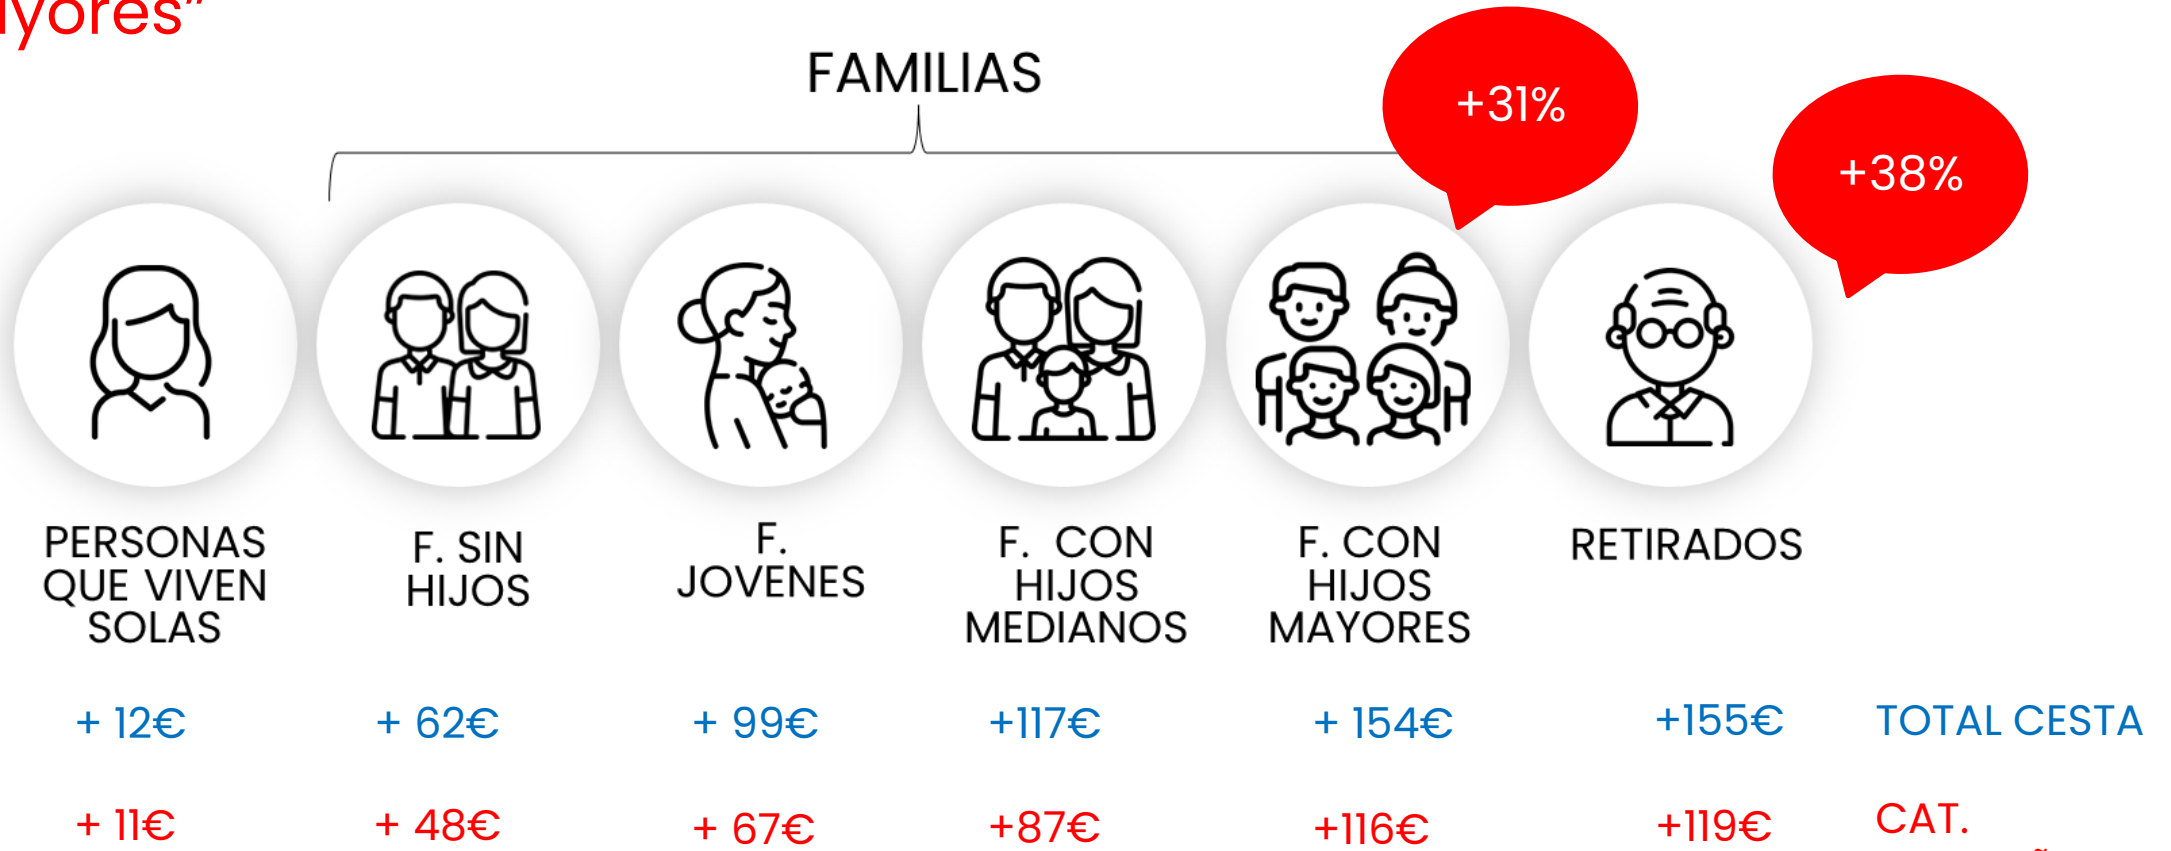 FAMILIAS
+31%
+38%
PERSONAS
QUE VIVEN
SOLAS
F. SIN
HIJOS
F.
JOVENES
F. CON
HIJOS
MEDIANOS
F. CON
HIJOS
MAYORES
RETIRADOS
+ 12€ + 62€ + 99€ +117€ + 154€ +155€ TOTAL CESTA
+ 11€ + 48€ + 67€ +87€ +116€ +119€ CAT.